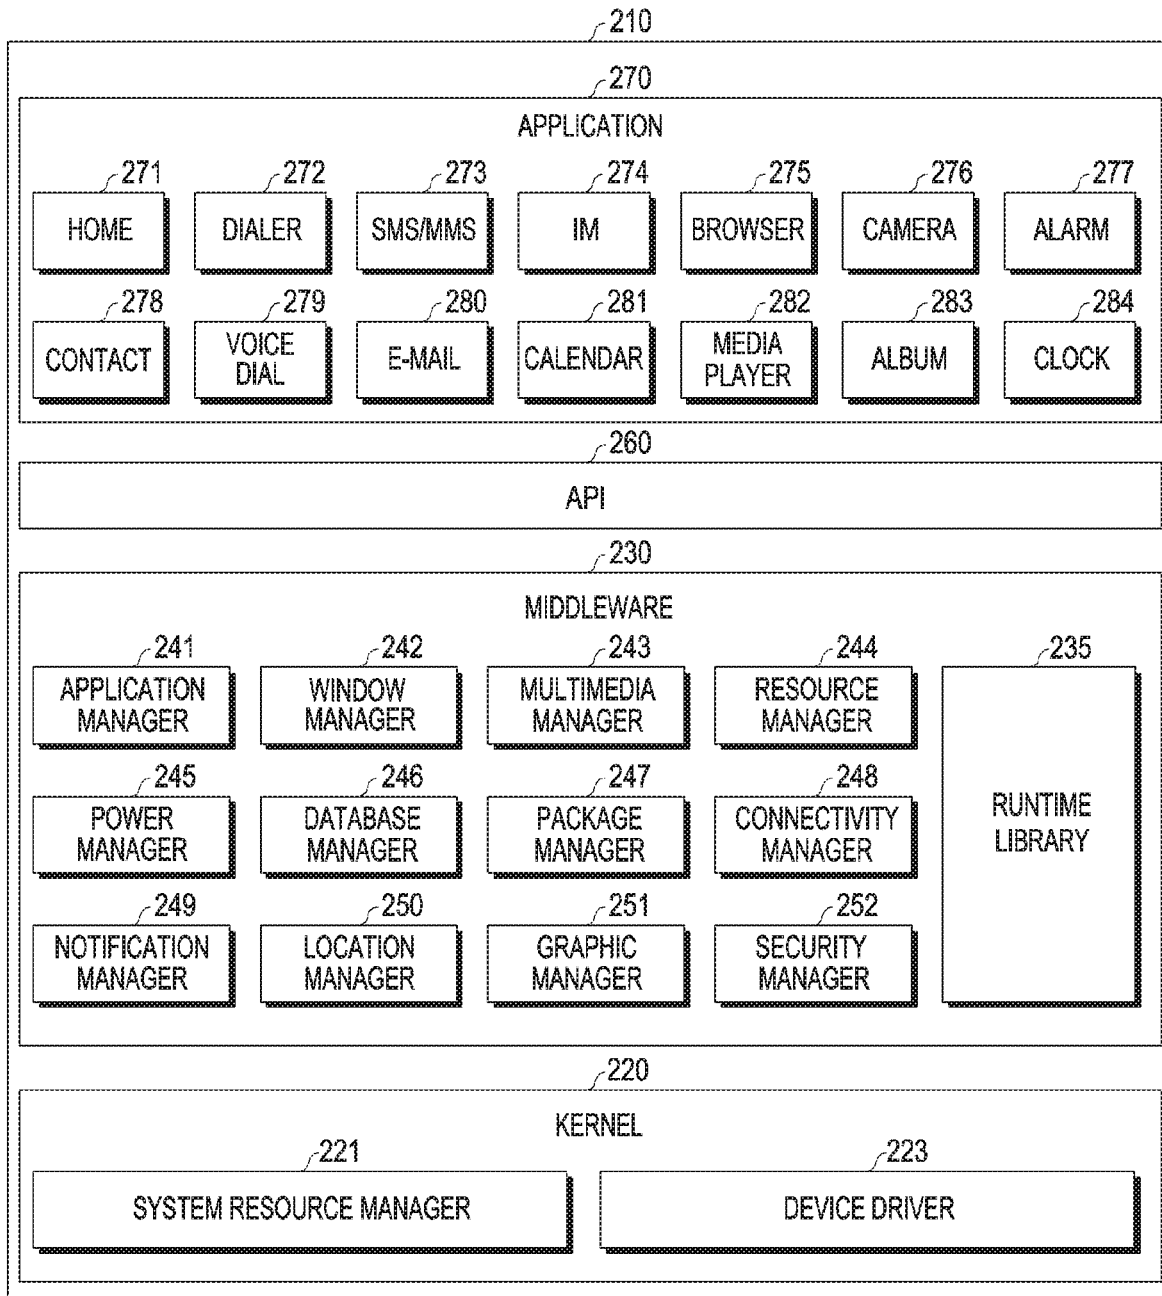 210
270
APPLICATION
271 272 273 274 275 276 277
HOME DIALER SMS/MMS IM BROWSER CAMERA ALARM
278 279 280 281 282 283 284
CONTACT VOICE DIAL E-MAIL CALENDAR MEDIA PLAYER ALBUM CLOCK
260
API
230
MIDDLEWARE
241 242 243 244 235
APPLICATION MANAGER WINDOW MANAGER MULTIMEDIA MANAGER RESOURCE MANAGER
245 246 247 248
POWER MANAGER DATABASE MANAGER PACKAGE MANAGER CONNECTIVITY MANAGER RUNTIME LIBRARY
249 250 251 252
NOTIFICATION MANAGER LOCATION MANAGER GRAPHIC MANAGER SECURITY MANAGER
220
KERNEL
221 223
SYSTEM RESOURCE MANAGER DEVICE DRIVER